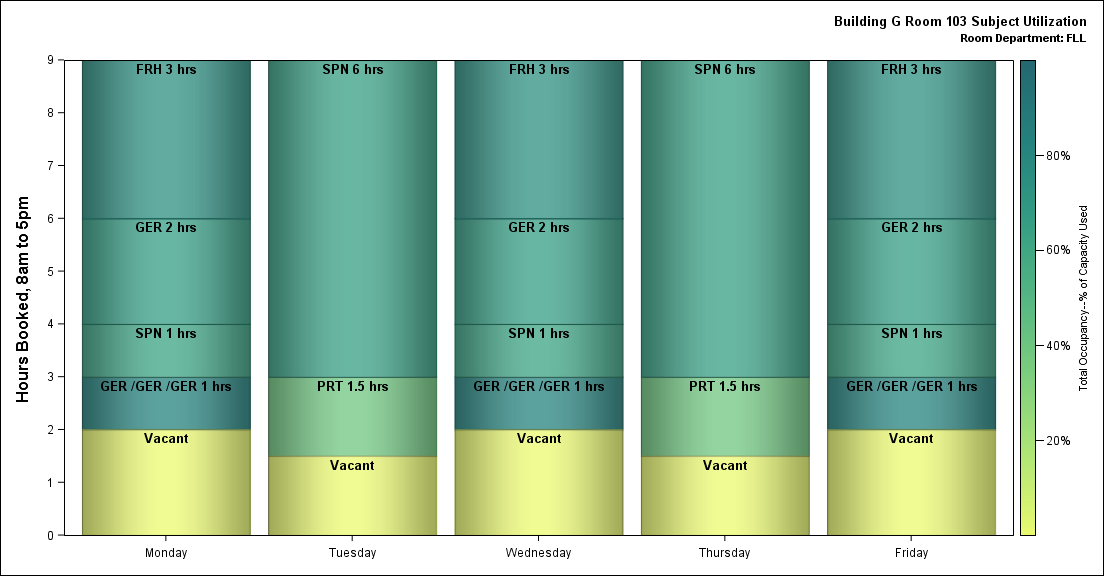 Building G Room 103 Subject Utilization
Room Department: FLL
Hours Booked, 8am to 5pm
9
8
7
6
5
4
3
2
1
0
FRH 3 hrs
GER 2 hrs
SPN 1 hrs
GER /GER /GER 1 hrs
Vacant
SPN 6 hrs
PRT 1.5 hrs
Vacant
FRH 3 hrs
GER 2 hrs
SPN 1 hrs
GER /GER /GER 1 hrs
Vacant
SPN 6 hrs
PRT 1.5 hrs
Vacant
FRH 3 hrs
GER 2 hrs
SPN 1 hrs
GER /GER /GER 1 hrs
Vacant
Monday
Tuesday
Wednesday
Thursday
Friday
80%
60%
40%
20%
Total Occupancy--% of Capacity Used